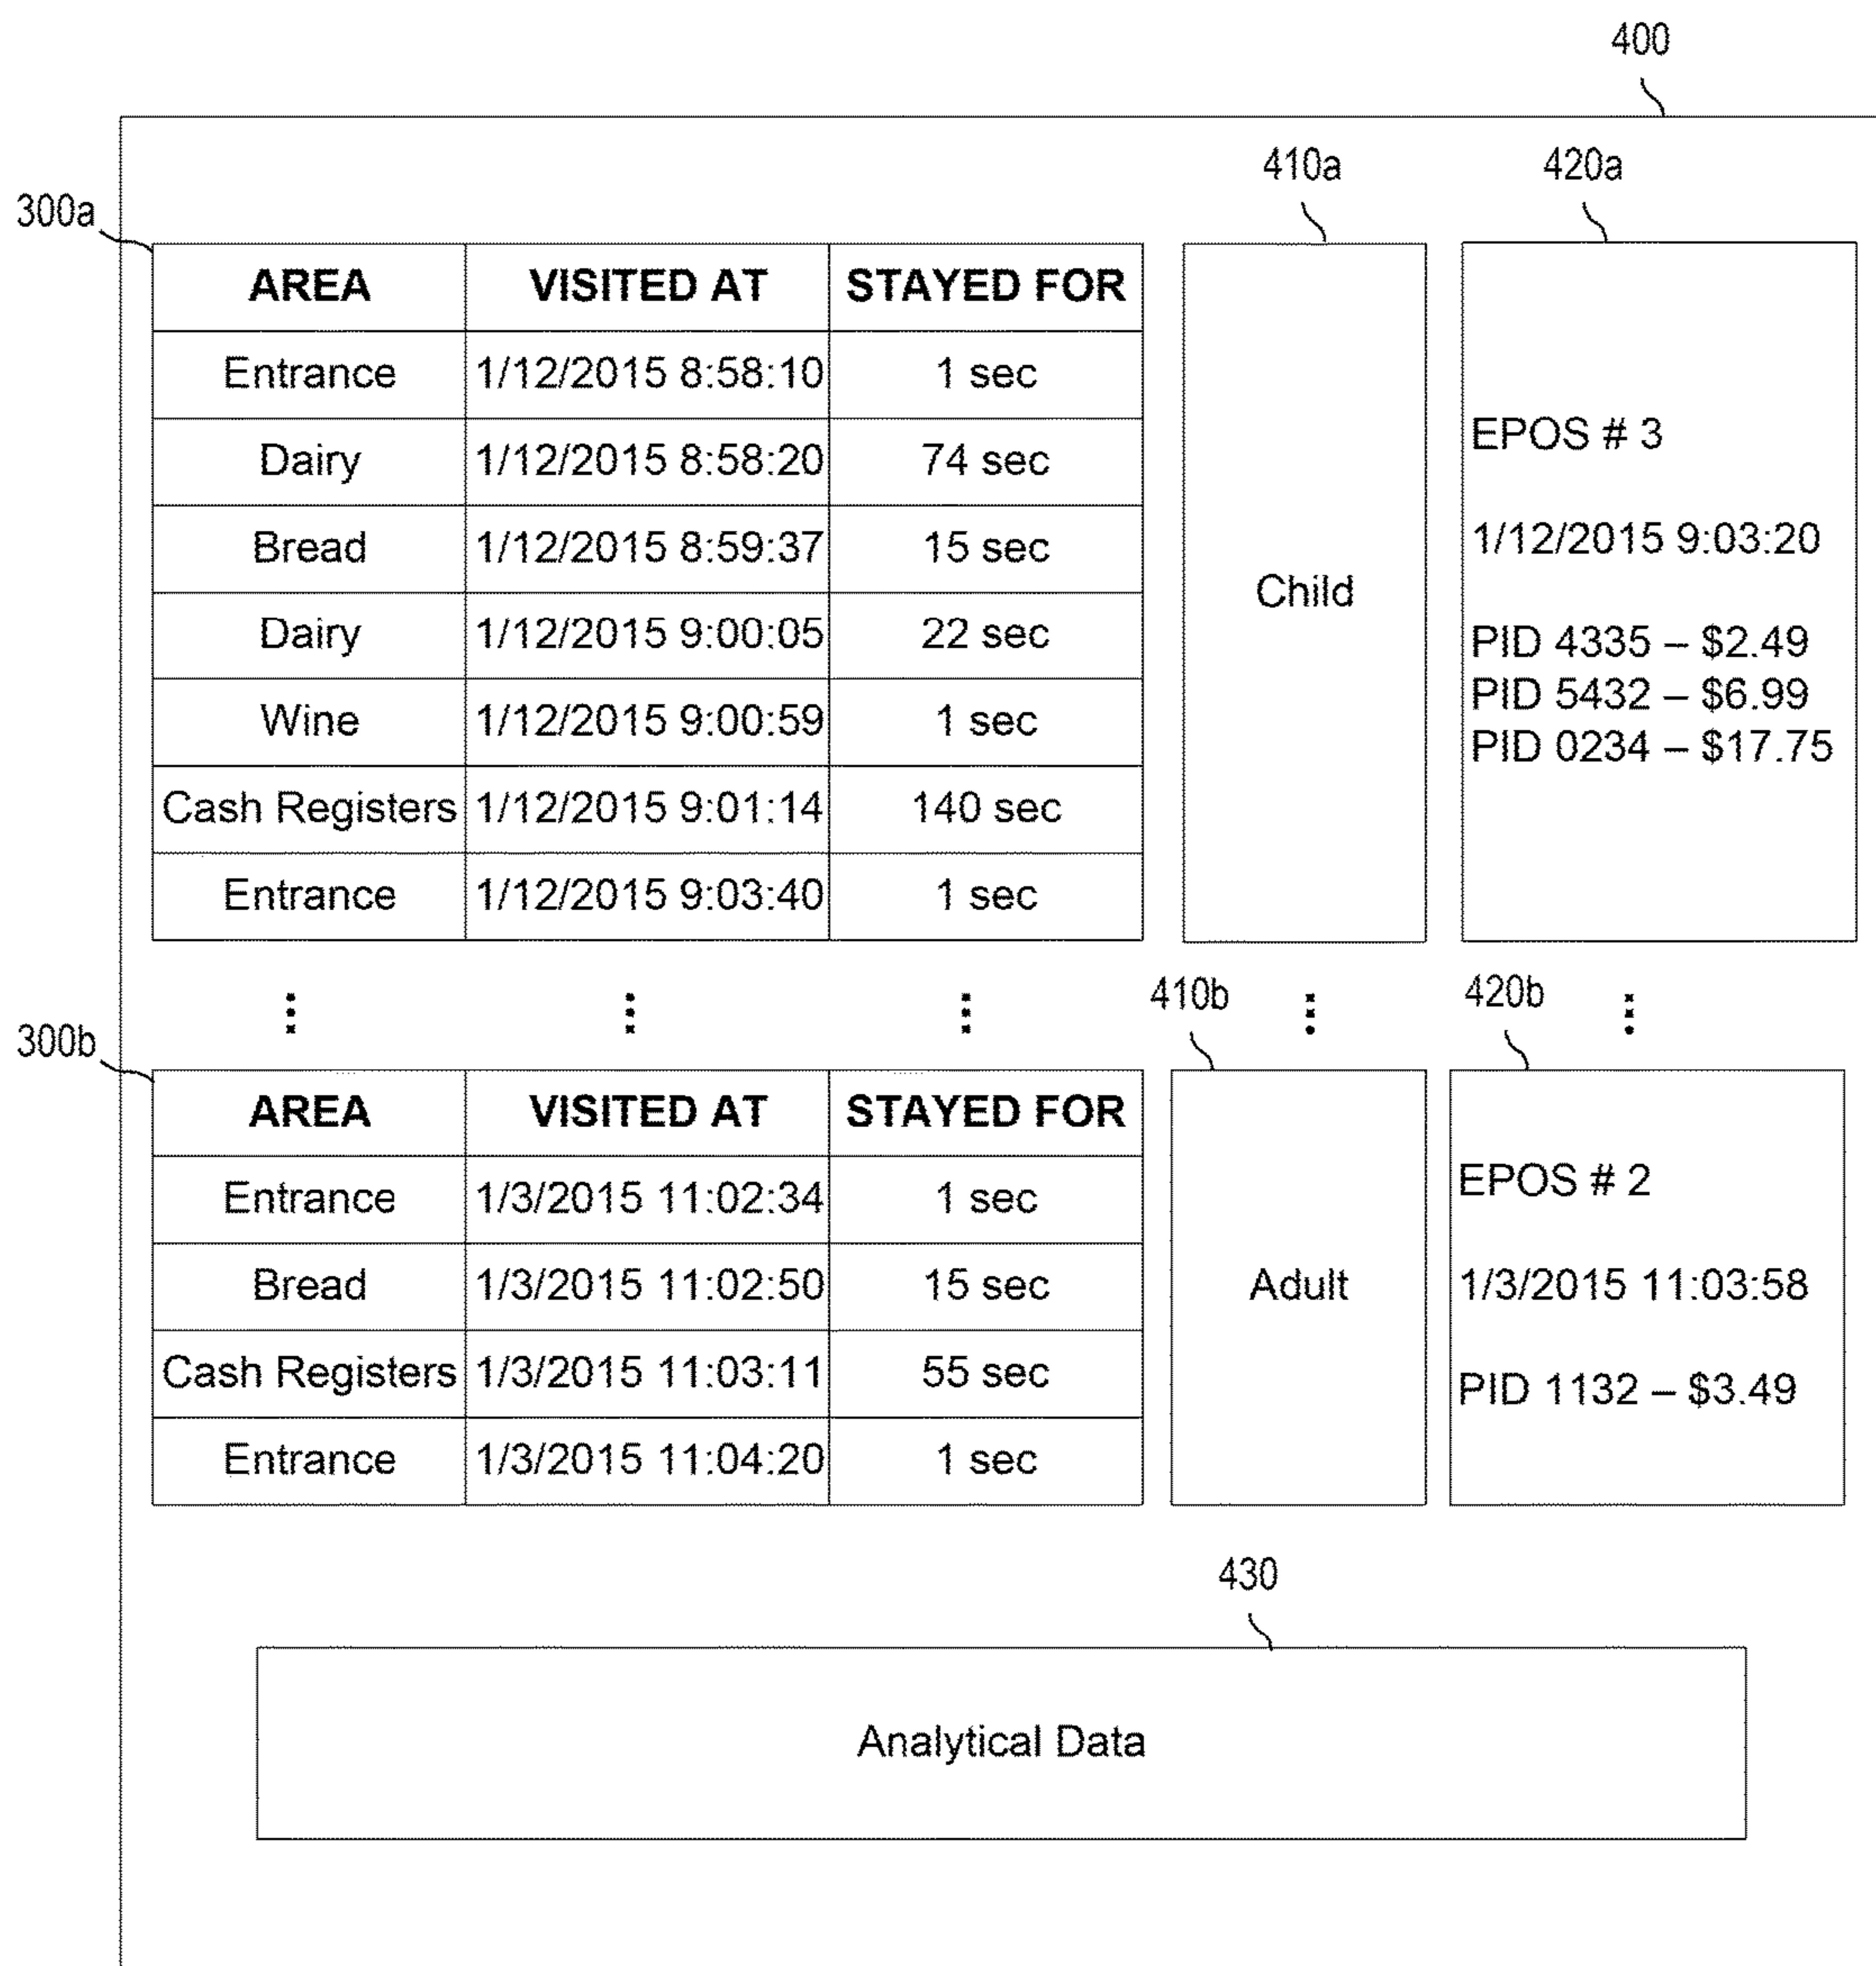 400
410a
420a
300a
AREA VISITED AT STAYED FOR
Entrance 1/12/2015 8:58:10 1 sec
Dairy 1/12/2015 8:58:20 74 sec
Bread 1/12/2015 8:59:37 15 sec
Dairy 1/12/2015 9:00:05 22 sec
Wine 1/12/2015 9:00:59 1 sec
Cash Registers 1/12/2015 9:01:14 140 sec
Entrance 1/12/2015 9:03:40 1 sec
Child
EPOS # 3
1/12/2015 9:03:20
PID 4335 – $2.49
PID 5432 – $6.99
PID 0234 – $17.75
410b
420b
300b
AREA VISITED AT STAYED FOR
Entrance 1/3/2015 11:02:34 1 sec
Bread 1/3/2015 11:02:50 15 sec
Cash Registers 1/3/2015 11:03:11 55 sec
Entrance 1/3/2015 11:04:20 1 sec
Adult
EPOS # 2
1/3/2015 11:03:58
PID 1132 – $3.49
430
Analytical Data